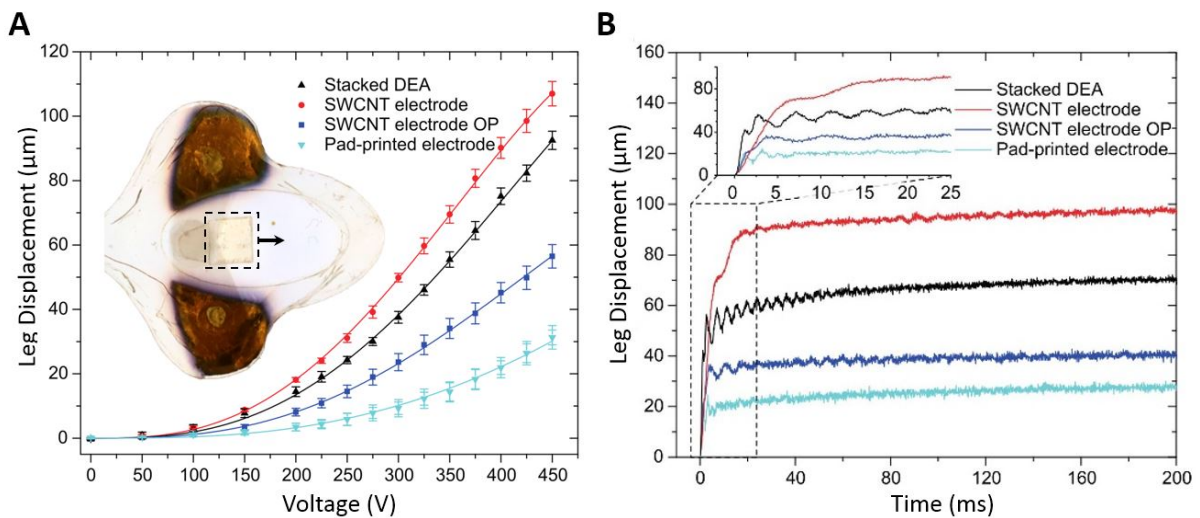 A
Leg Displacement (µm)
120
100
80
60
40
20
0
Stacked DEA
SWCNT electrode
SWCNT electrode OP
Pad-printed electrode
0 50 100 150 200 250 300 350 400 450
Voltage (V)
B
Leg Displacement (µm)
160
140
120
100
80
60
40
20
0
80
40
0
0 5 10 15 20 25
Stacked DEA
SWCNT electrode
SWCNT electrode OP
Pad-printed electrode
0 40 80 120 160 200
Time (ms)